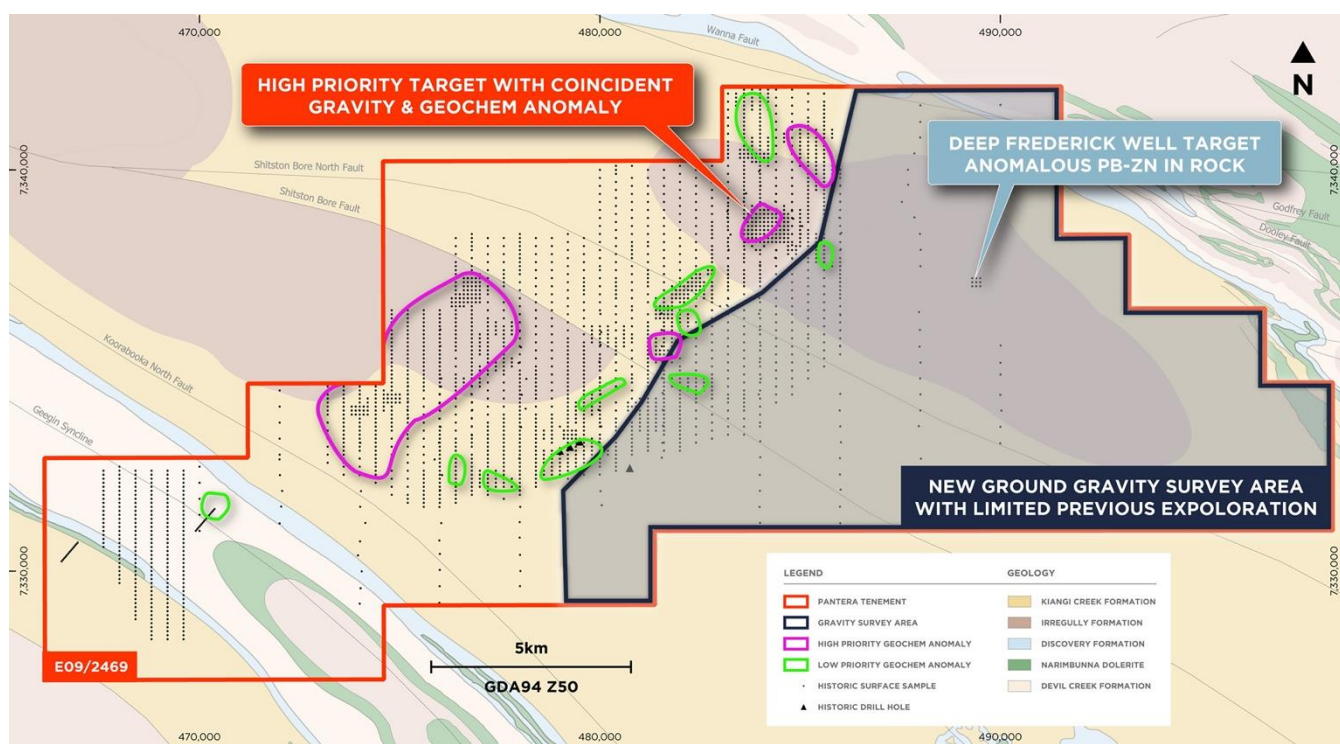 470,000
480,000
490,000
Wanna Fault
N
HIGH PRIORITY TARGET WITH COINCIDENT
GRAVITY & GEOCHEM ANOMALY
DEEP FREDERICK WELL TARGET
ANOMALOUS PB-ZN IN ROCK
7,340,000
7,340,000
Shitston Bore North Fault
Shitston Bore Fault
Godfrey Fault
Dooley Fault
Koorabooka North Fault
Geegin Syncline
NEW GROUND GRAVITY SURVEY AREA
WITH LIMITED PREVIOUS EXPOLORATION
7,330,000
7,330,000
E09/2469
5km
GDA94 Z50
LEGEND
PANTERA TENEMENT
GRAVITY SURVEY AREA
HIGH PRIORITY GEOCHEM ANOMALY
LOW PRIORITY GEOCHEM ANOMALY
HISTORIC SURFACE SAMPLE
HISTORIC DRILL HOLE
GEOLOGY
KIANGI CREEK FORMATION
IRREGULLY FORMATION
DISCOVERY FORMATION
NARIMBUNNA DOLERITE
DEVIL CREEK FORMATION
470,000
480,000
490,000